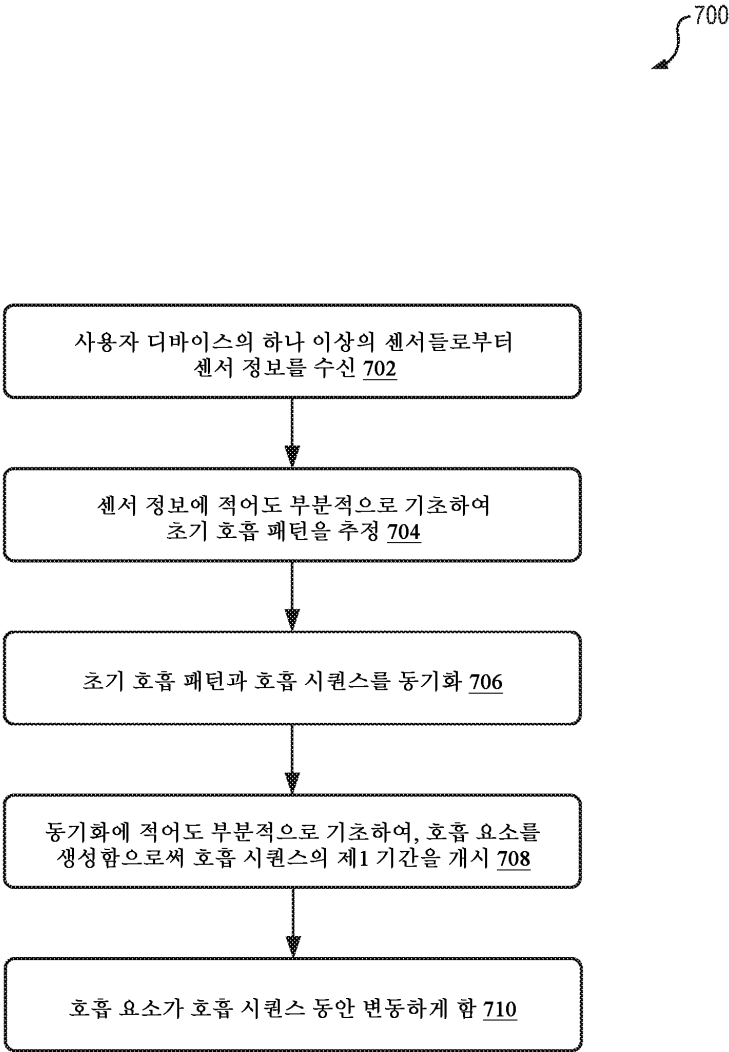 700
사용자 디바이스의 하나 이상의 센서들로부터
센서 정보를 수신 702
센서 정보에 적어도 부분적으로 기초하여
초기 호흡 패턴을 추정 704
초기 호흡 패턴과 호흡 시퀀스를 동기화 706
동기화에 적어도 부분적으로 기초하여, 호흡 요소를
생성함으로써 호흡 시퀀스의 제1 기간을 개시 708
호흡 요소가 호흡 시퀀스 동안 변동하게 함 710